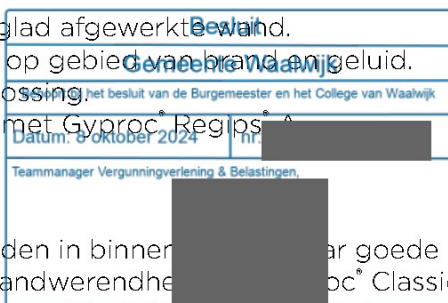 glad afgewerkte wand.
Besluit
op gebied van brand en geluid.
Gemeente Waalwijk
ossing.
het besluit van de Burgemeester en het College van Waalwijk
met Gyproc® Regips®
Datum: 8 oktober 2024
nr:
Teammanager Vergunningverlening & Belastingen,
den in binnen
ar goede
andwerendhe
oc® Classi